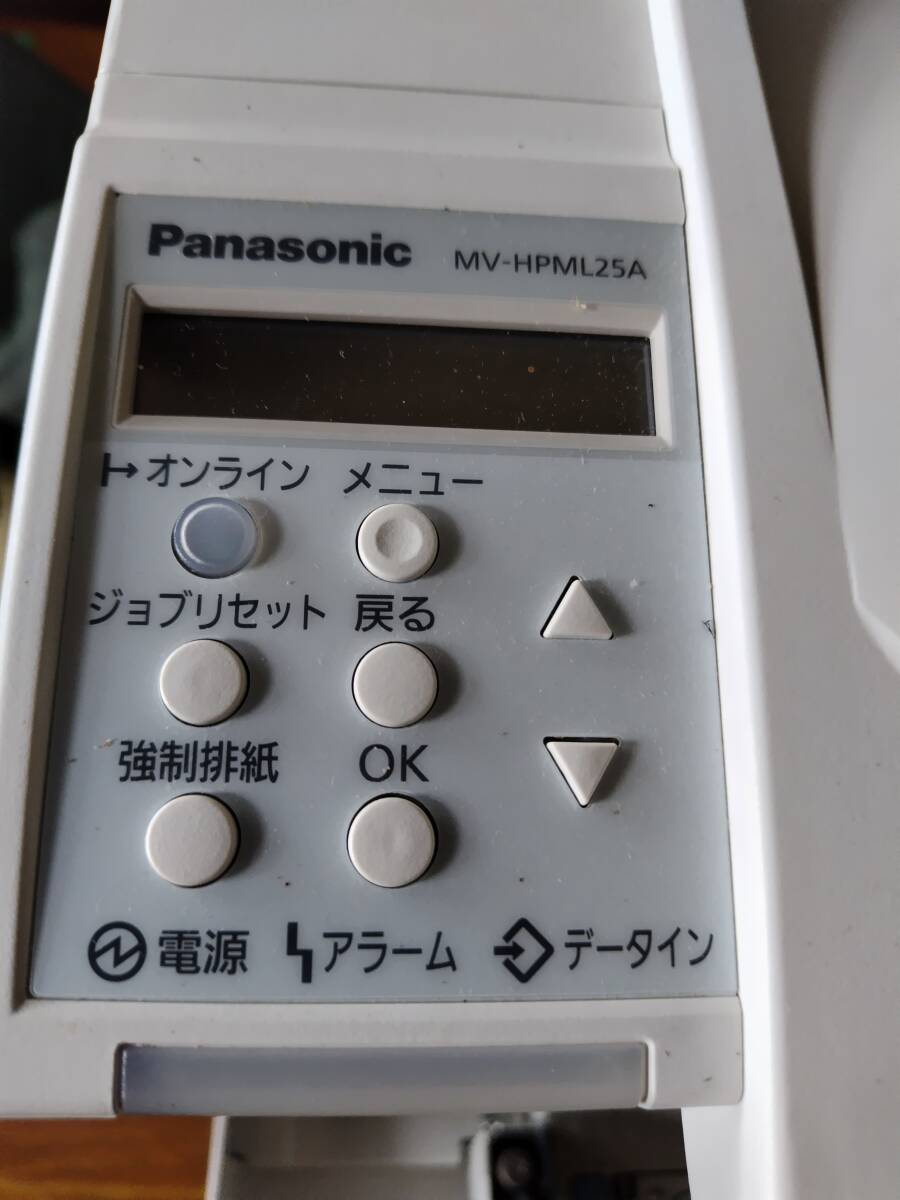 Panasonic MV-HPML25A
オンライン メニュー
ジョブリセット 戻る
強制排紙 OK
電源 アラーム データイン